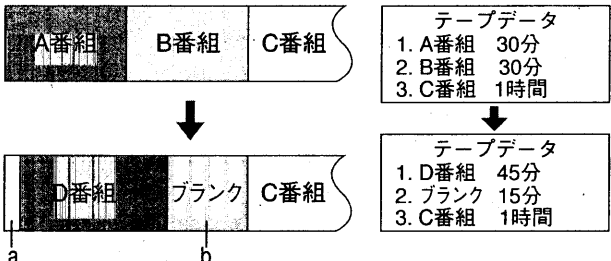 A番組 B番組 C番組
テープデータ
1. A番組 30分
2. B番組 30分
3. C番組 1時間
D番組 ブランク C番組
a b
テープデータ
1. D番組 45分
2. ブランク 15分
3. C番組 1時間